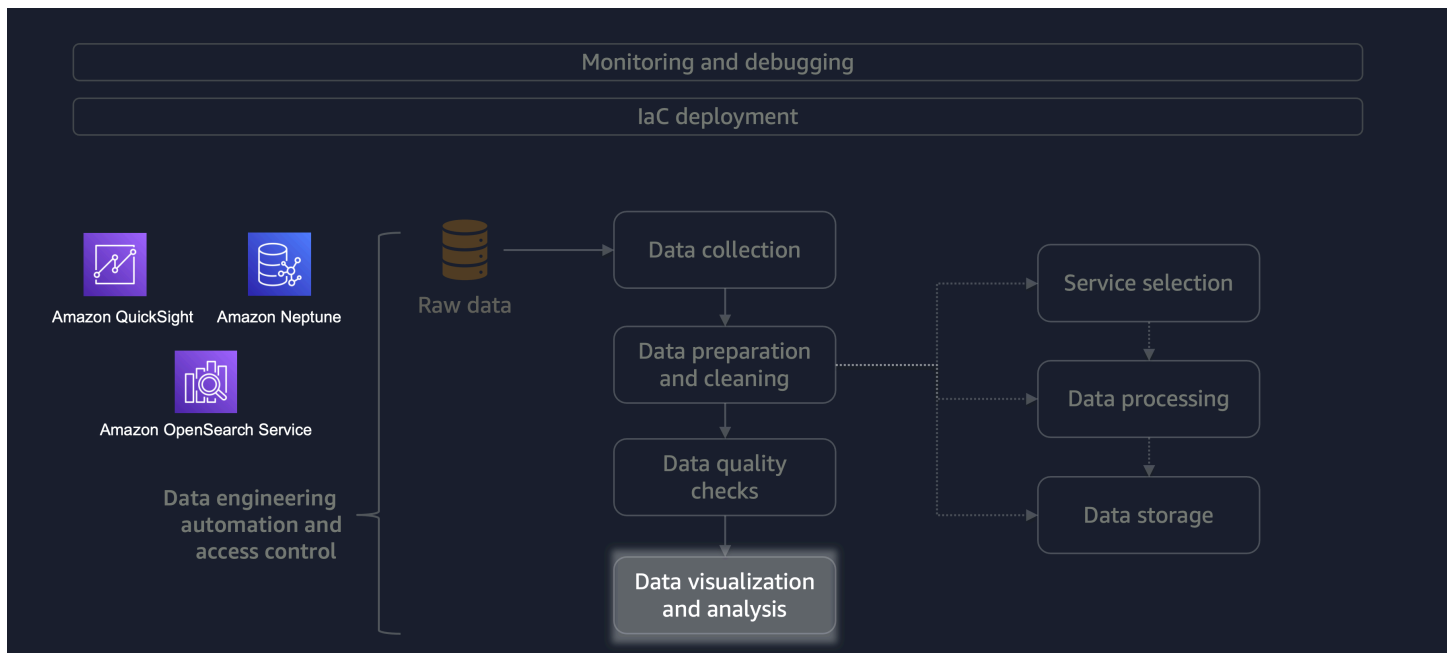 Monitoring and debugging
IaC deployment
Amazon QuickSight
Amazon Neptune
Amazon OpenSearch Service
Data engineering
automation and
access control
Raw data
Data collection
Data preparation
and cleaning
Data quality
checks
Data visualization
and analysis
Service selection
Data processing
Data storage